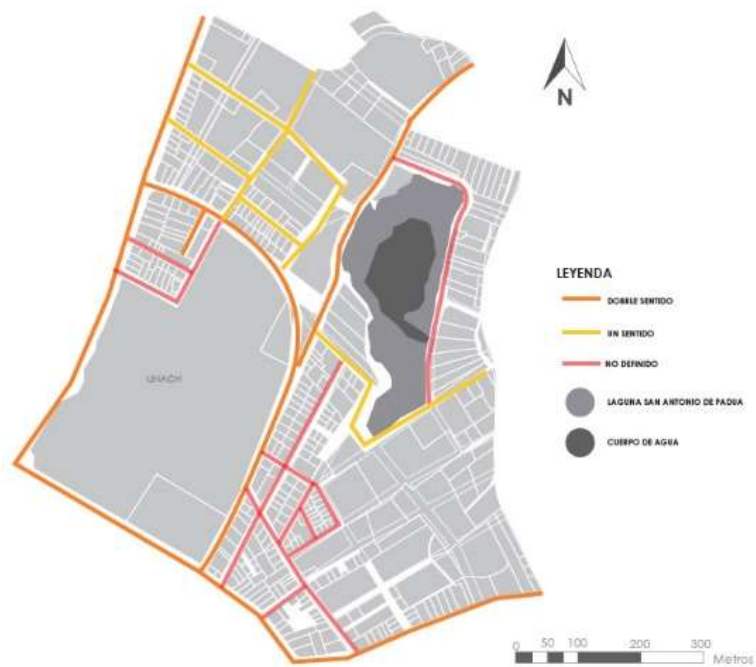 N
LEYENDA
DOBRLE SENTIDO
UN SENTIDO
NO DEFINIDO
LAGUNA SAN ANTONIO DE PADUA
CUERPO DE AGUA
UNACH
0 50 100 200 300
Metros